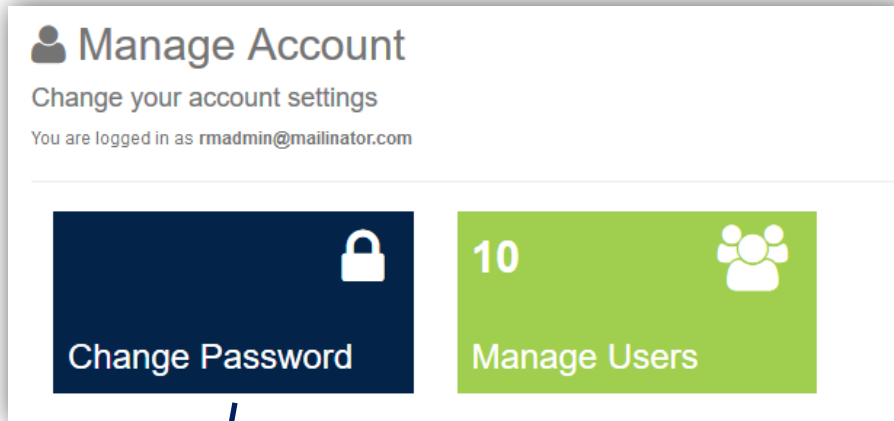 Manage Account
Change your account settings
You are logged in as rmadmin@mailinator.com
10
Change Password
Manage Users